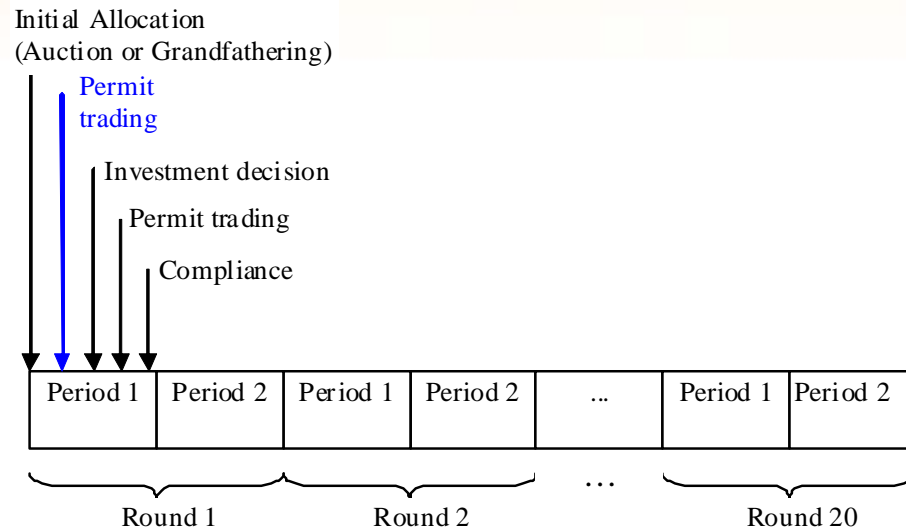 Initial Allocation
(Auction or Grandfathering)
Permit
trading
Investment decision
Permit trading
Compliance
Period 1 Period 2 Period 1 Period 2 ... Period 1 Period 2
...
Round 1 Round 2 Round 20